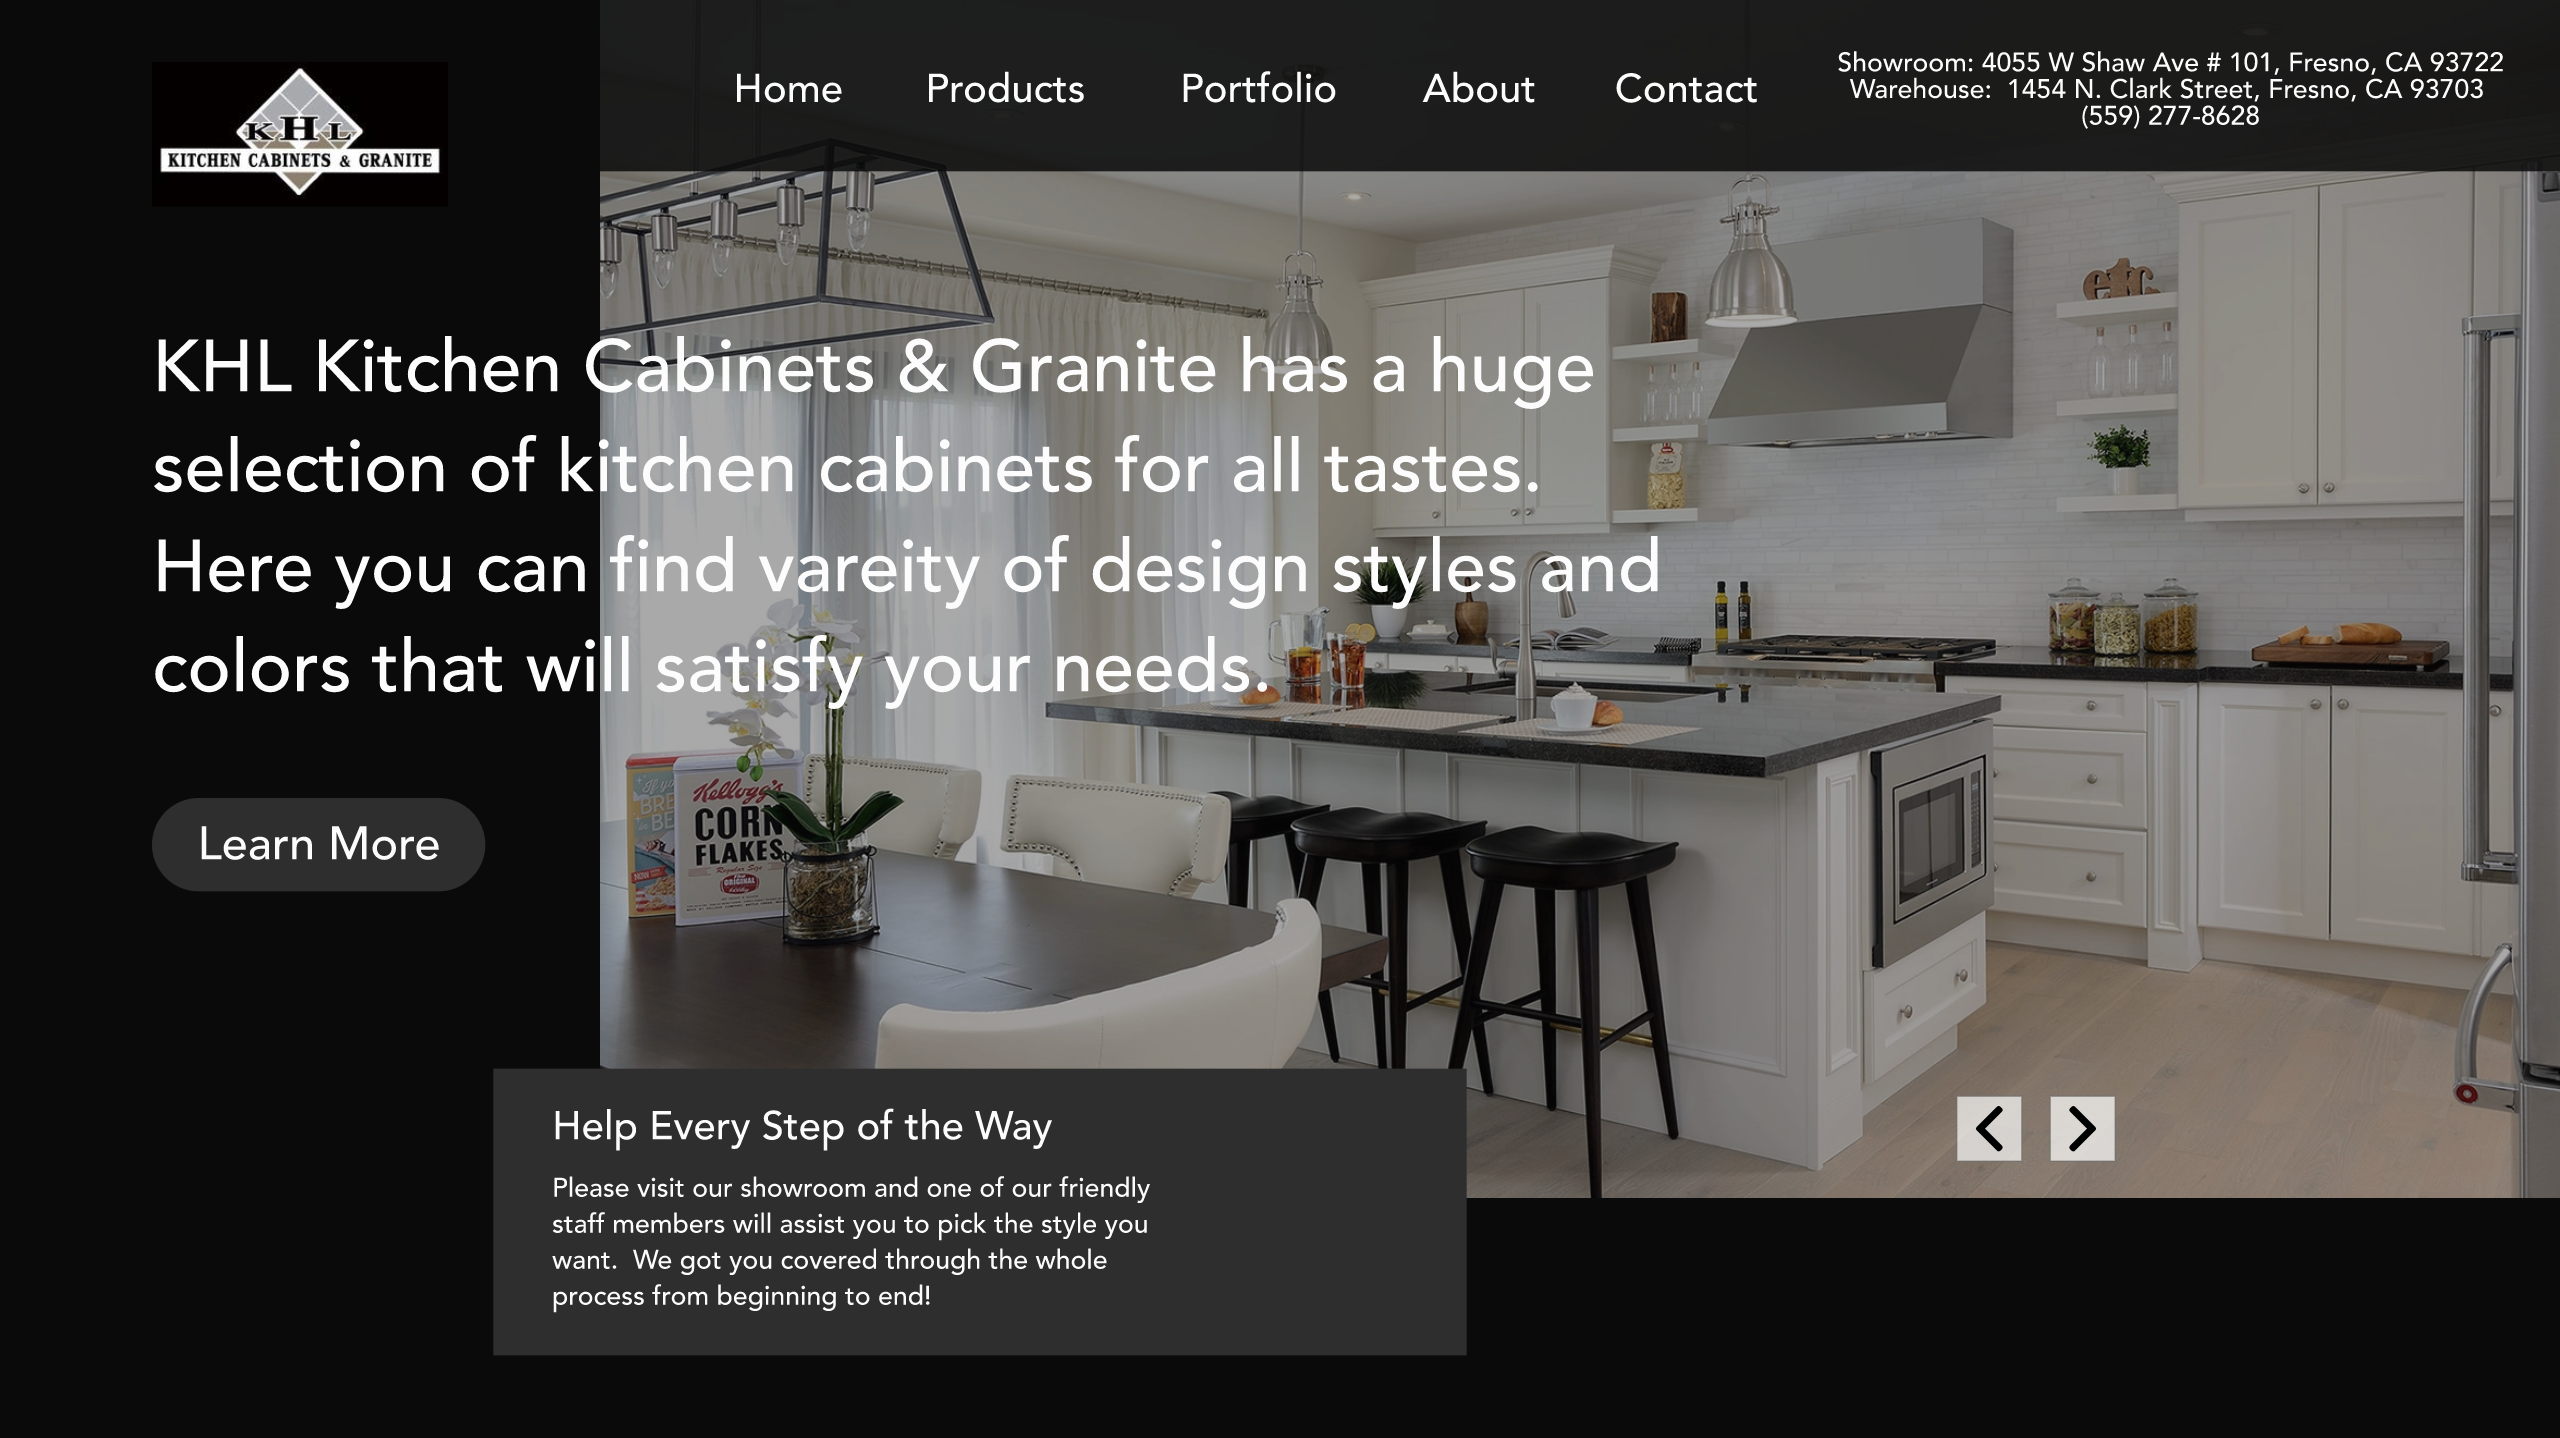 KHL
KITCHEN CABINETS & GRANITE
Home Products Portfolio About Contact
Showroom: 4055 W Shaw Ave # 101, Fresno, CA 93722
Warehouse: 1454 N. Clark Street, Fresno, CA 93703
(559) 277-8628
etc.
KHL Kitchen Cabinets & Granite has a huge
selection of kitchen cabinets for all tastes.
Here you can find vareity of design styles and
colors that will satisfy your needs.
Learn More
Kellogg's
CORN
FLAKES
Regular Size
ORIGINAL
NOW
Help Every Step of the Way
Please visit our showroom and one of our friendly
staff members will assist you to pick the style you
want. We got you covered through the whole
process from beginning to end!